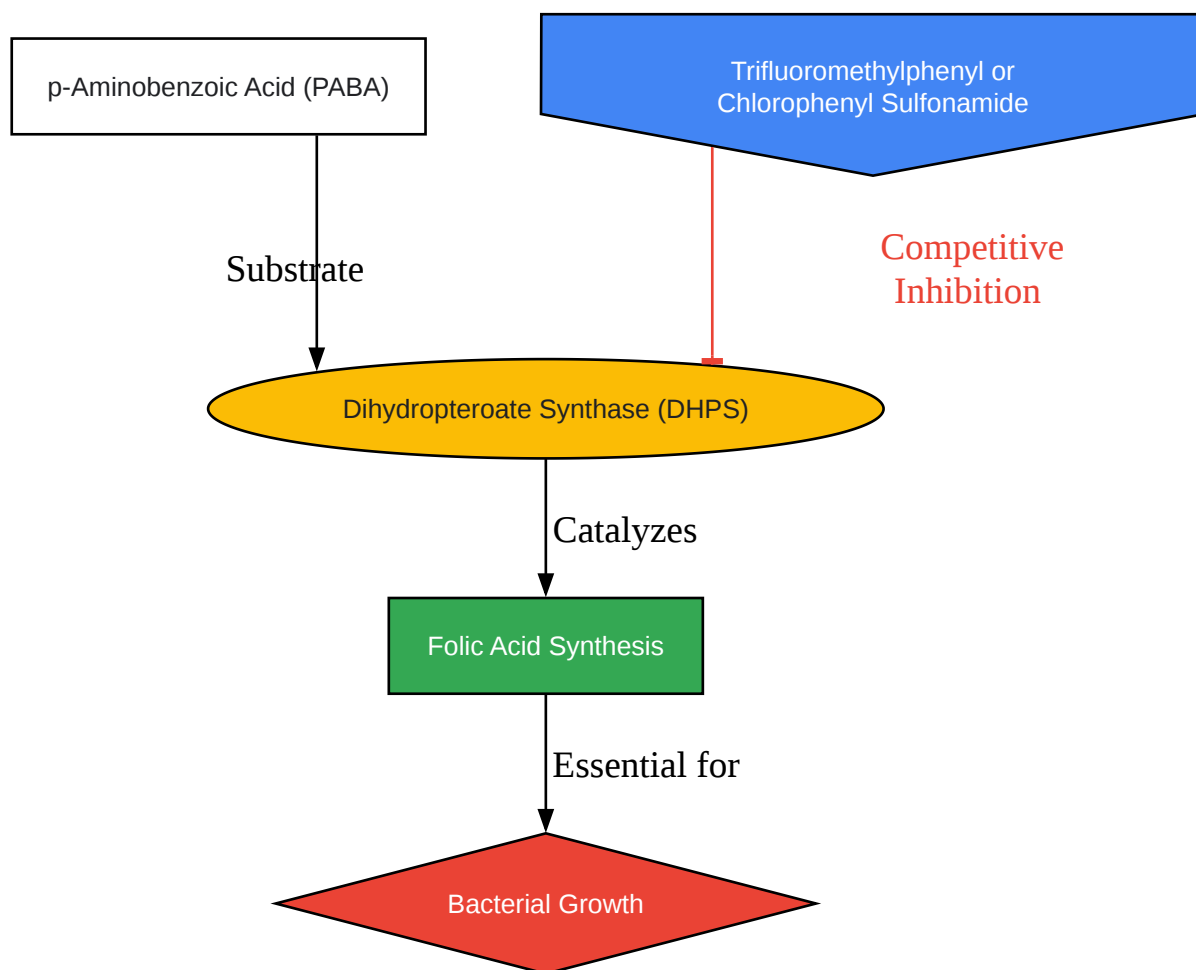 p-Aminobenzoic Acid (PABA)
Trifluoromethylphenyl or
Chlorophenyl Sulfonamide
Substrate
Competitive
Inhibition
Dihydropteroate Synthase (DHPS)
Catalyzes
Folic Acid Synthesis
Essential for
Bacterial Growth